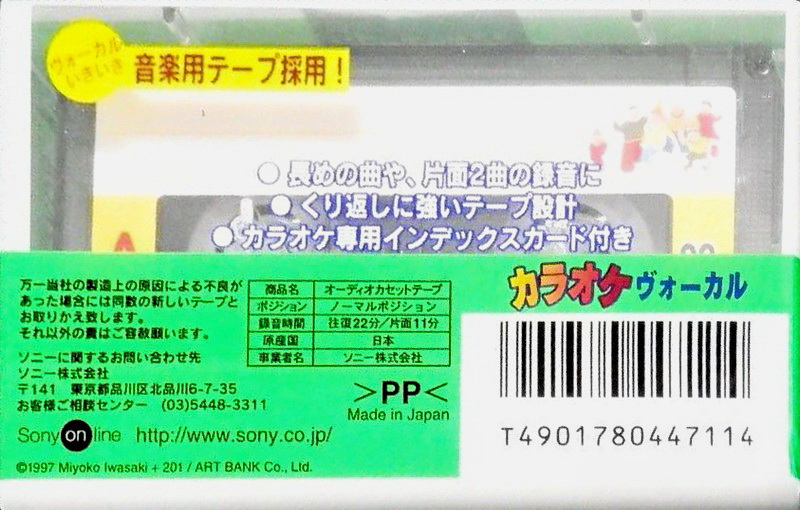 ヴォーカル
いきいき
音楽用テープ採用！
● 長めの曲や、片面2曲の録音に
● くり返しに強いテープ設計
● カラオケ専用インデックスカード付き
A
カラオケヴォーカル
万一当社の製造上の原因による不良が
あった場合には同数の新しいテープと
お取りかえ致します。
それ以外の責はご容赦願います。
ソニーに関するお問い合わせ先
ソニー株式会社
〒141 東京都品川区北品川6-7-35
お客様ご相談センター (03)5448-3311
商品名 オーディオカセットテープ
ポジション ノーマルポジション
録音時間 往復22分／片面11分
原産国 日本
事業者名 ソニー株式会社
>PP<
Made in Japan
Sony on line http://www.sony.co.jp/
©1997 Miyoko Iwasaki + 201 / ART BANK Co., Ltd.
T4901780447114